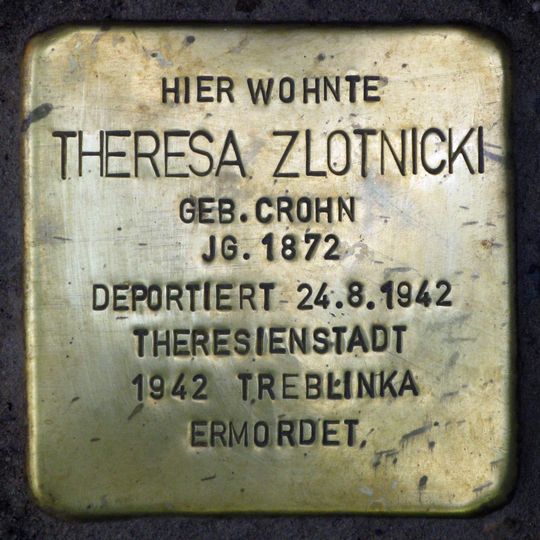 HIER WOHNTE
THERESA ZLOTNICKI
GEB. CROHN
JG. 1872
DEPORTIERT 24.8.1942
THERESIENSTADT
1942 TREBLINKA
ERMORDET